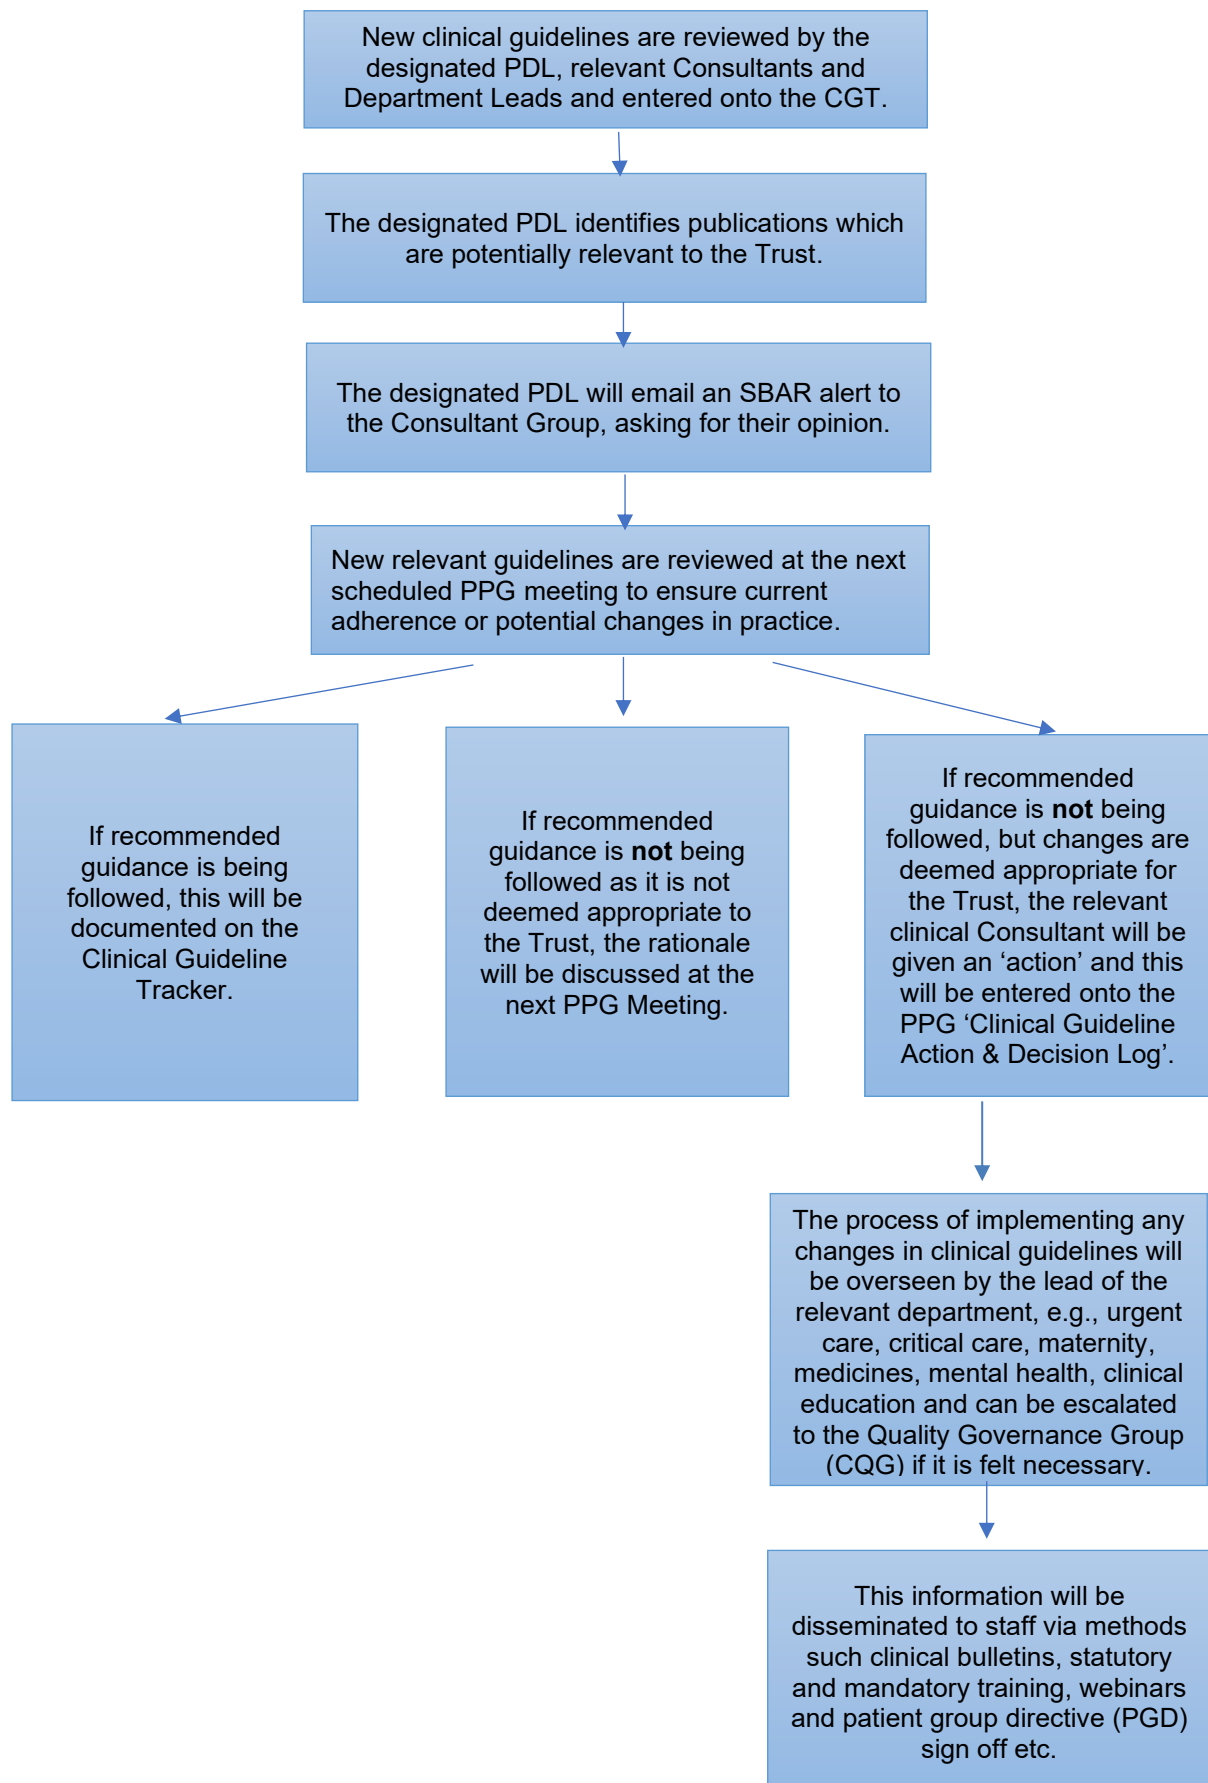 New clinical guidelines are reviewed by the
designated PDL, relevant Consultants and
Department Leads and entered onto the CGT.
The designated PDL identifies publications which
are potentially relevant to the Trust.
The designated PDL will email an SBAR alert to
the Consultant Group, asking for their opinion.
New relevant guidelines are reviewed at the next
scheduled PPG meeting to ensure current
adherence or potential changes in practice.
If recommended
guidance is being
followed, this will be
documented on the
Clinical Guideline
Tracker.
If recommended
guidance is not being
followed as it is not
deemed appropriate to
the Trust, the rationale
will be discussed at the
next PPG Meeting.
If recommended
guidance is not being
followed, but changes are
deemed appropriate for
the Trust, the relevant
clinical Consultant will be
given an ‘action’ and this
will be entered onto the
PPG ‘Clinical Guideline
Action & Decision Log’.
The process of implementing any
changes in clinical guidelines will
be overseen by the lead of the
relevant department, e.g., urgent
care, critical care, maternity,
medicines, mental health, clinical
education and can be escalated
to the Quality Governance Group
(CQG) if it is felt necessary.
This information will be
disseminated to staff via methods
such clinical bulletins, statutory
and mandatory training, webinars
and patient group directive (PGD)
sign off etc.